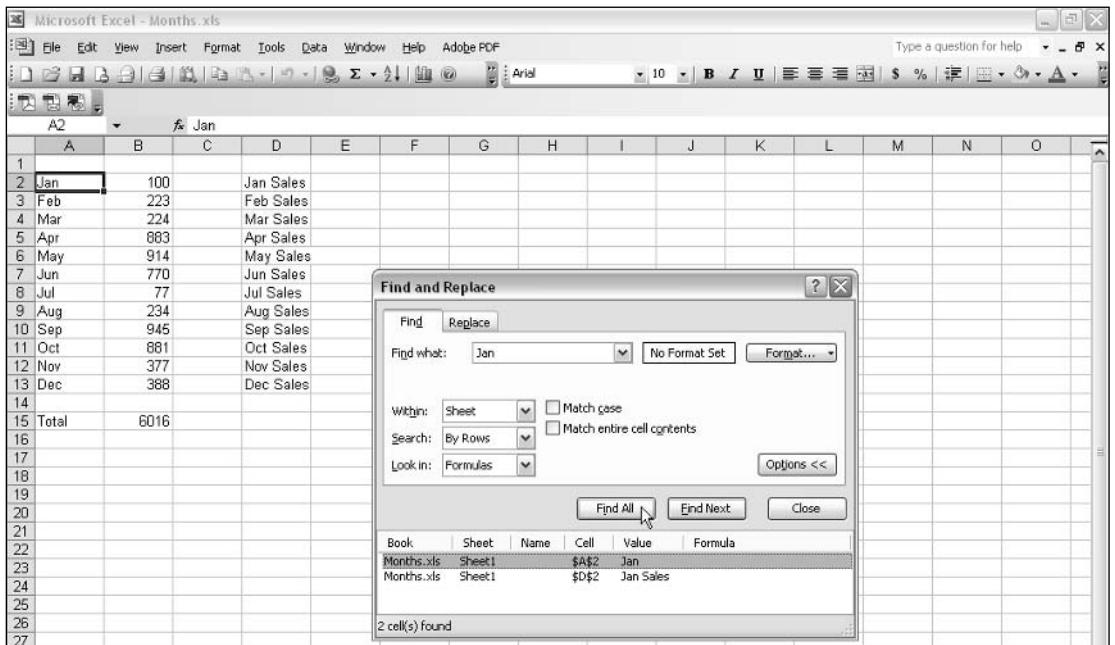 Microsoft Excel - Months.xls
File Edit View Insert Format Tools Data Window Help Adobe PDF Type a question for help
Arial 10 B I U $ %
A2 fx Jan
A B C D E F G H I J K L M N O
1
2 Jan 100 Jan Sales
3 Feb 223 Feb Sales
4 Mar 224 Mar Sales
5 Apr 883 Apr Sales
6 May 914 May Sales
7 Jun 770 Jun Sales
8 Jul 77 Jul Sales
9 Aug 234 Aug Sales
10 Sep 945 Sep Sales
11 Oct 881 Oct Sales
12 Nov 377 Nov Sales
13 Dec 388 Dec Sales
14
15 Total 6016
16
17
18
19
20
21
22
23
24
25
26
27
Find and Replace
Find Replace
Find what: Jan No Format Set Format...
Within: Sheet Match case
Match entire cell contents
Search: By Rows
Look in: Formulas Options <<
Find All Find Next Close
Book Sheet Name Cell Value Formula
Months.xls Sheet1 $A$2 Jan
Months.xls Sheet1 $D$2 Jan Sales
2 cell(s) found